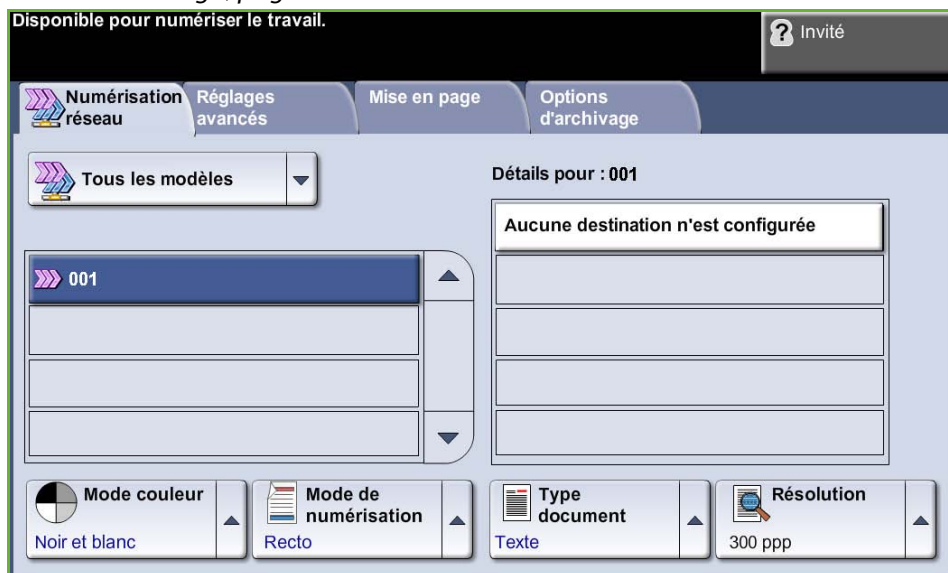 Disponible pour numériser le travail.
? Invité
Numérisation
réseau
Réglages
avancés
Mise en page
Options
d'archivage
Tous les modèles
Détails pour : 001
Aucune destination n'est configurée
001
Mode couleur
Noir et blanc
Mode de
numérisation
Recto
Type
document
Texte
Résolution
300 ppp